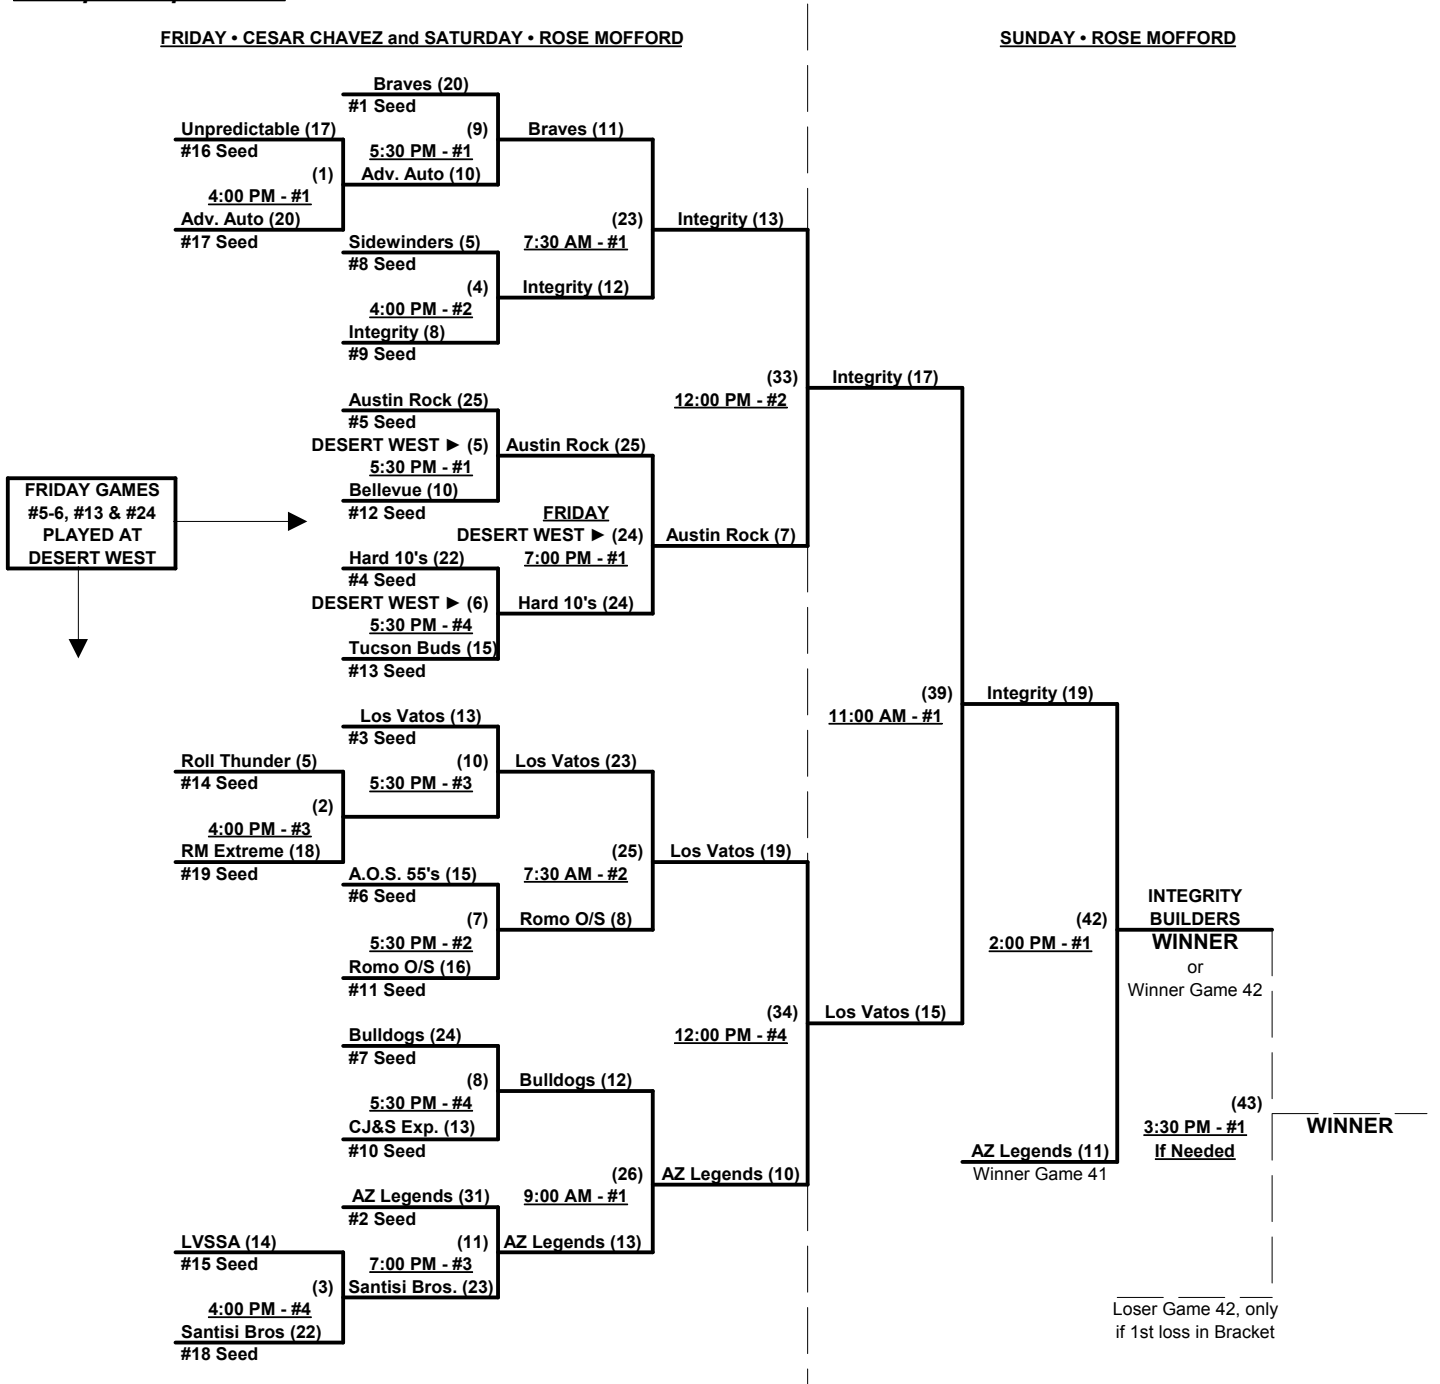 FRIDAY • CESAR CHAVEZ and SATURDAY • ROSE MOFFORD
SUNDAY • ROSE MOFFORD
Braves (20)
#1 Seed
Unpredictable (17)
#16 Seed
(9)
5:30 PM - #1
Braves (11)
(1)
4:00 PM - #1
Adv. Auto (10)
Adv. Auto (20)
#17 Seed
(23)
7:30 AM - #1
Integrity (13)
Sidewinders (5)
#8 Seed
(4)
4:00 PM - #2
Integrity (12)
Integrity (8)
#9 Seed
(33)
12:00 PM - #2
Integrity (17)
Austin Rock (25)
#5 Seed
DESERT WEST ► (5)
5:30 PM - #1
Austin Rock (25)
Bellevue (10)
#12 Seed
FRIDAY GAMES
#5-6, #13 & #24
PLAYED AT
DESERT WEST
FRIDAY
DESERT WEST ► (24)
7:00 PM - #1
Austin Rock (7)
Hard 10's (22)
#4 Seed
DESERT WEST ► (6)
5:30 PM - #4
Hard 10's (24)
Tucson Buds (15)
#13 Seed
(39)
11:00 AM - #1
Integrity (19)
Los Vatos (13)
#3 Seed
Roll Thunder (5)
#14 Seed
(10)
5:30 PM - #3
Los Vatos (23)
(2)
4:00 PM - #3
RM Extreme (18)
#19 Seed
(25)
7:30 AM - #2
Los Vatos (19)
A.O.S. 55's (15)
#6 Seed
(7)
5:30 PM - #2
Romo O/S (8)
Romo O/S (16)
#11 Seed
(42)
2:00 PM - #1
INTEGRITY
BUILDERS
WINNER
or
Winner Game 42
(34)
12:00 PM - #4
Los Vatos (15)
Bulldogs (24)
#7 Seed
(8)
5:30 PM - #4
Bulldogs (12)
CJ&S Exp. (13)
#10 Seed
(43)
3:30 PM - #1
If Needed
WINNER
AZ Legends (11)
Winner Game 41
(26)
9:00 AM - #1
AZ Legends (10)
AZ Legends (31)
#2 Seed
LVSSA (14)
#15 Seed
(11)
7:00 PM - #3
AZ Legends (13)
(3)
4:00 PM - #4
Santisi Bros. (23)
Santisi Bros (22)
#18 Seed
Loser Game 42, only
if 1st loss in Bracket